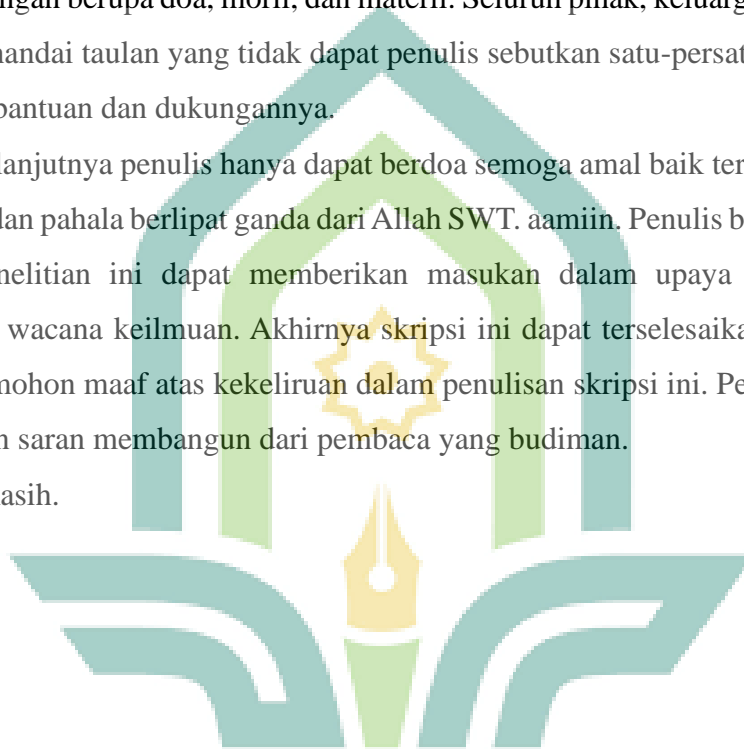 ngan berupa doa, moril, dan materil. Seluruh pihak, keluarg
handai taulan yang tidak dapat penulis sebutkan satu-persat
bantuan dan dukungannya.
lanjutnya penulis hanya dapat berdoa semoga amal baik ter
dan pahala berlipat ganda dari Allah SWT. aamiin. Penulis b
nelitian ini dapat memberikan masukan dalam upaya
wacana keilmuan. Akhirnya skripsi ini dapat terselesaika
mohon maaf atas kekeliruan dalam penulisan skripsi ini. Pe
n saran membangun dari pembaca yang budiman.
asih.